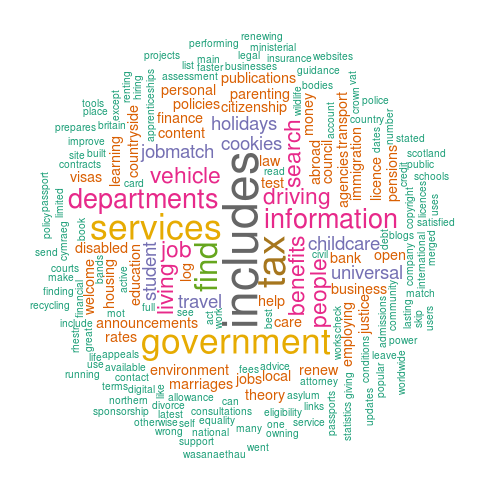 renewing
performing
ministerial
projects
main
legal
insurance
websites
list
faster
businesses
guidance
assessment
publications
bodies
crown
vat
tools
place
except
renting
hiring
apprenticeships
personal
parenting
wildlife
money
transport
account
police
policies
citizenship
country
number
prepares
britain
countryside
finance
holidays
search
abroad
council
agencies
immigration
dates
stated
improve
content
cookies
law
licence
pensions
credit
scotland
site
built
learning
jobmatch
public
contracts
visas
card
vehicle
includes
read
test
driving
schools
policy
passport
limited
departments
information
copyright
licences
uses
book
services
satisfied
cymraeg
disabled
education
student
job
find
tax
benefits
people
childcare
debt
blogs
send
log
bank
open
company
international
merged
courts
welcome
housing
living
universal
make
bands
active
travel
help
business
justice
finding
financial
full
see
act
work
best
community
lasting
match
recycling
mot
care
employing
admissions
skip
users
include
announcements
government
rhestr
great
rates
workscheck
power
life
appeals
conditions
leave
use
available
environment
fees
advice
renew
popular
running
contact
marriages
jobs
local
civil
attorney
worldwide
terms
digital
like
allowance
theory
asylum
giving
updates
northern
divorce
can
links
passports
statistics
sponsorship
latest
consultations
eligibility
otherwise
self
equality
one
service
wrong
national
many
owning
support
went
wasanaethau